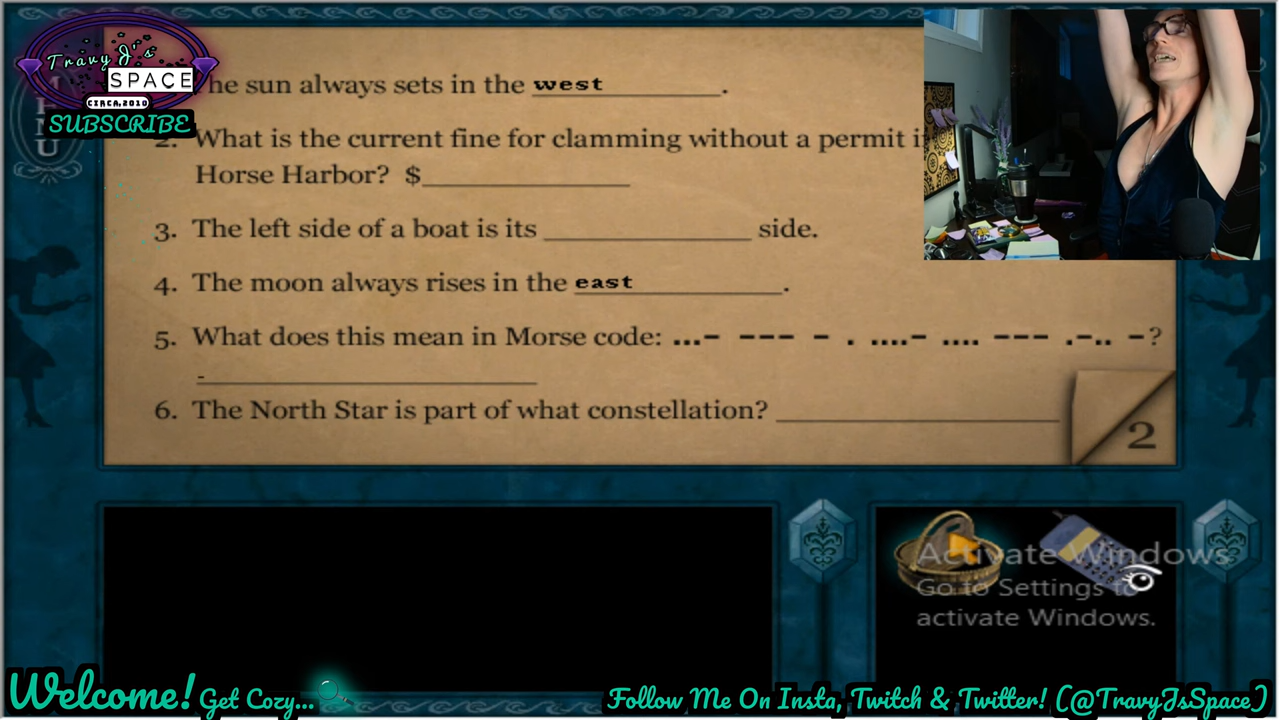 Travy J's
SPACE
CIRCA.2010
SUBSCRIBE
he sun always sets in the west.
2. What is the current fine for clamming without a permit i
Horse Harbor? $
3. The left side of a boat is its ____________ side.
4. The moon always rises in the east.
5. What does this mean in Morse code: ...- --- - . ....- .... --- .-.. -?
-
6. The North Star is part of what constellation?
2
Activate Windows
Go to Settings to
activate Windows.
Welcome! Get Cozy...
Follow Me On Insta, Twitch & Twitter! (@TravyJsSpace)